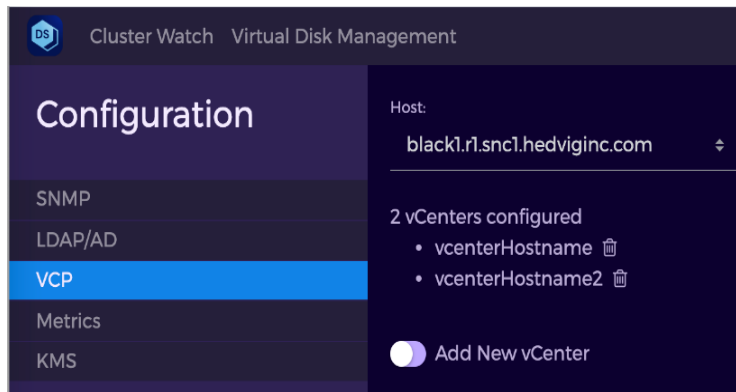 DS
Cluster Watch Virtual Disk Management
Configuration
SNMP
LDAP/AD
VCP
Metrics
KMS
Host:
black1.r1.snc1.hedviginc.com
2 vCenters configured
• vcenterHostname
• vcenterHostname2
Add New vCenter